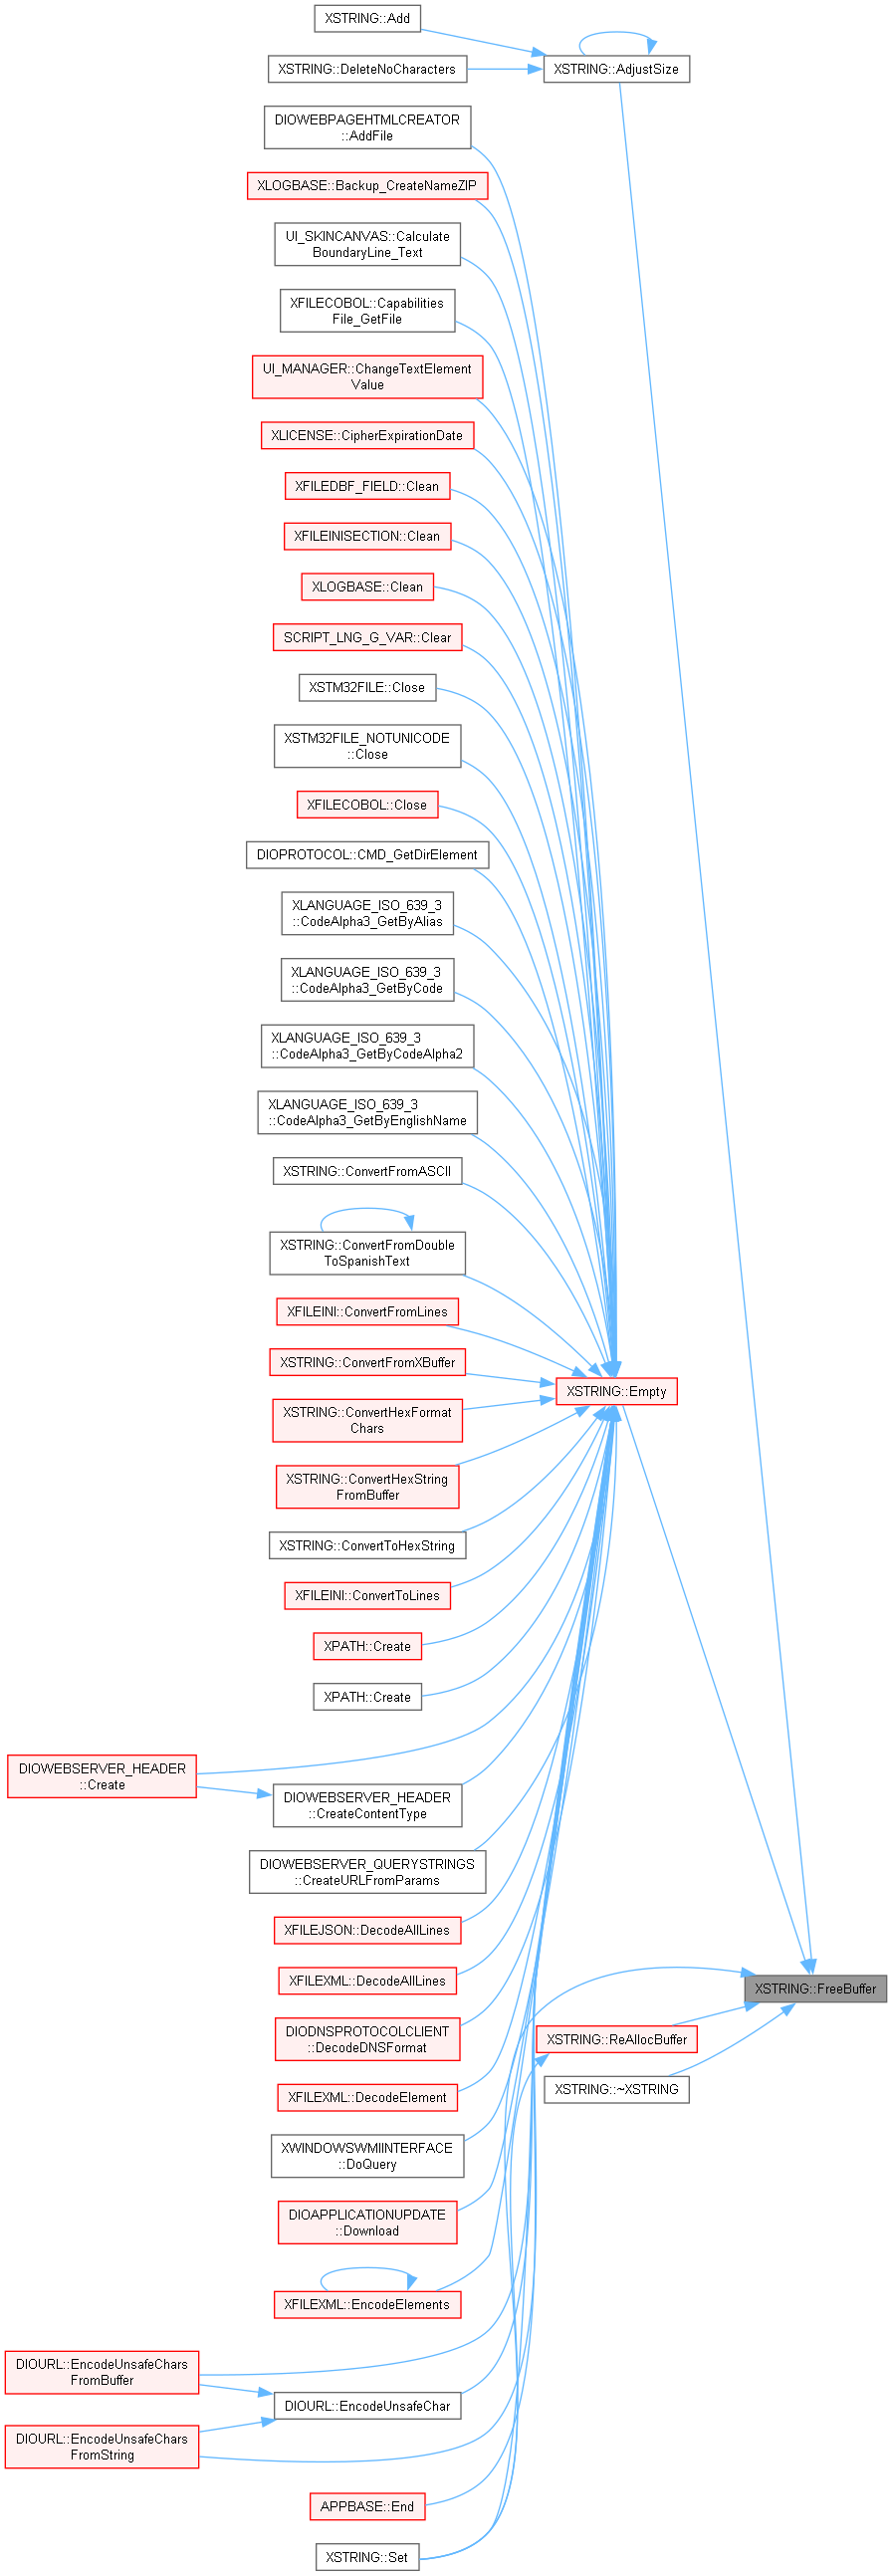 XSTRING::Add
XSTRING::DeleteNoCharacters
XSTRING::AdjustSize
DIOWEBPAGEHTMLCREATOR
::AddFile
XLOGBASE::Backup_CreateNameZIP
UI_SKINCANVAS::Calculate
BoundaryLine_Text
XFILECOBOL::Capabilities
File_GetFile
UI_MANAGER::ChangeTextElement
Value
XLICENSE::CipherExpirationDate
XFILEDBF_FIELD::Clean
XFILEINISECTION::Clean
XLOGBASE::Clean
SCRIPT_LNG_G_VAR::Clear
XSTM32FILE::Close
XSTM32FILE_NOTUNICODE
::Close
XFILECOBOL::Close
DIOPROTOCOL::CMD_GetDirElement
XLANGUAGE_ISO_639_3
::CodeAlpha3_GetByAlias
XLANGUAGE_ISO_639_3
::CodeAlpha3_GetByCode
XLANGUAGE_ISO_639_3
::CodeAlpha3_GetByCodeAlpha2
XLANGUAGE_ISO_639_3
::CodeAlpha3_GetByEnglishName
XSTRING::ConvertFromASCII
XSTRING::ConvertFromDouble
ToSpanishText
XFILEINI::ConvertFromLines
XSTRING::ConvertFromXBuffer
XSTRING::Empty
XSTRING::ConvertHexFormat
Chars
XSTRING::ConvertHexString
FromBuffer
XSTRING::ConvertToHexString
XFILEINI::ConvertToLines
XPATH::Create
XPATH::Create
DIOWEBSERVER_HEADER
::Create
DIOWEBSERVER_HEADER
::CreateContentType
DIOWEBSERVER_QUERYSTRINGS
::CreateURLFromParams
XFILEJSON::DecodeAllLines
XFILEXML::DecodeAllLines
XSTRING::FreeBuffer
DIODNSPROTOCOLCLIENT
::DecodeDNSFormat
XSTRING::ReAllocBuffer
XFILEXML::DecodeElement
XSTRING::~XSTRING
XWINDOWSWMIINTERFACE
::DoQuery
DIOAPPLICATIONUPDATE
::Download
XFILEXML::EncodeElements
DIOURL::EncodeUnsafeChars
FromBuffer
DIOURL::EncodeUnsafeChar
DIOURL::EncodeUnsafeChars
FromString
APPBASE::End
XSTRING::Set